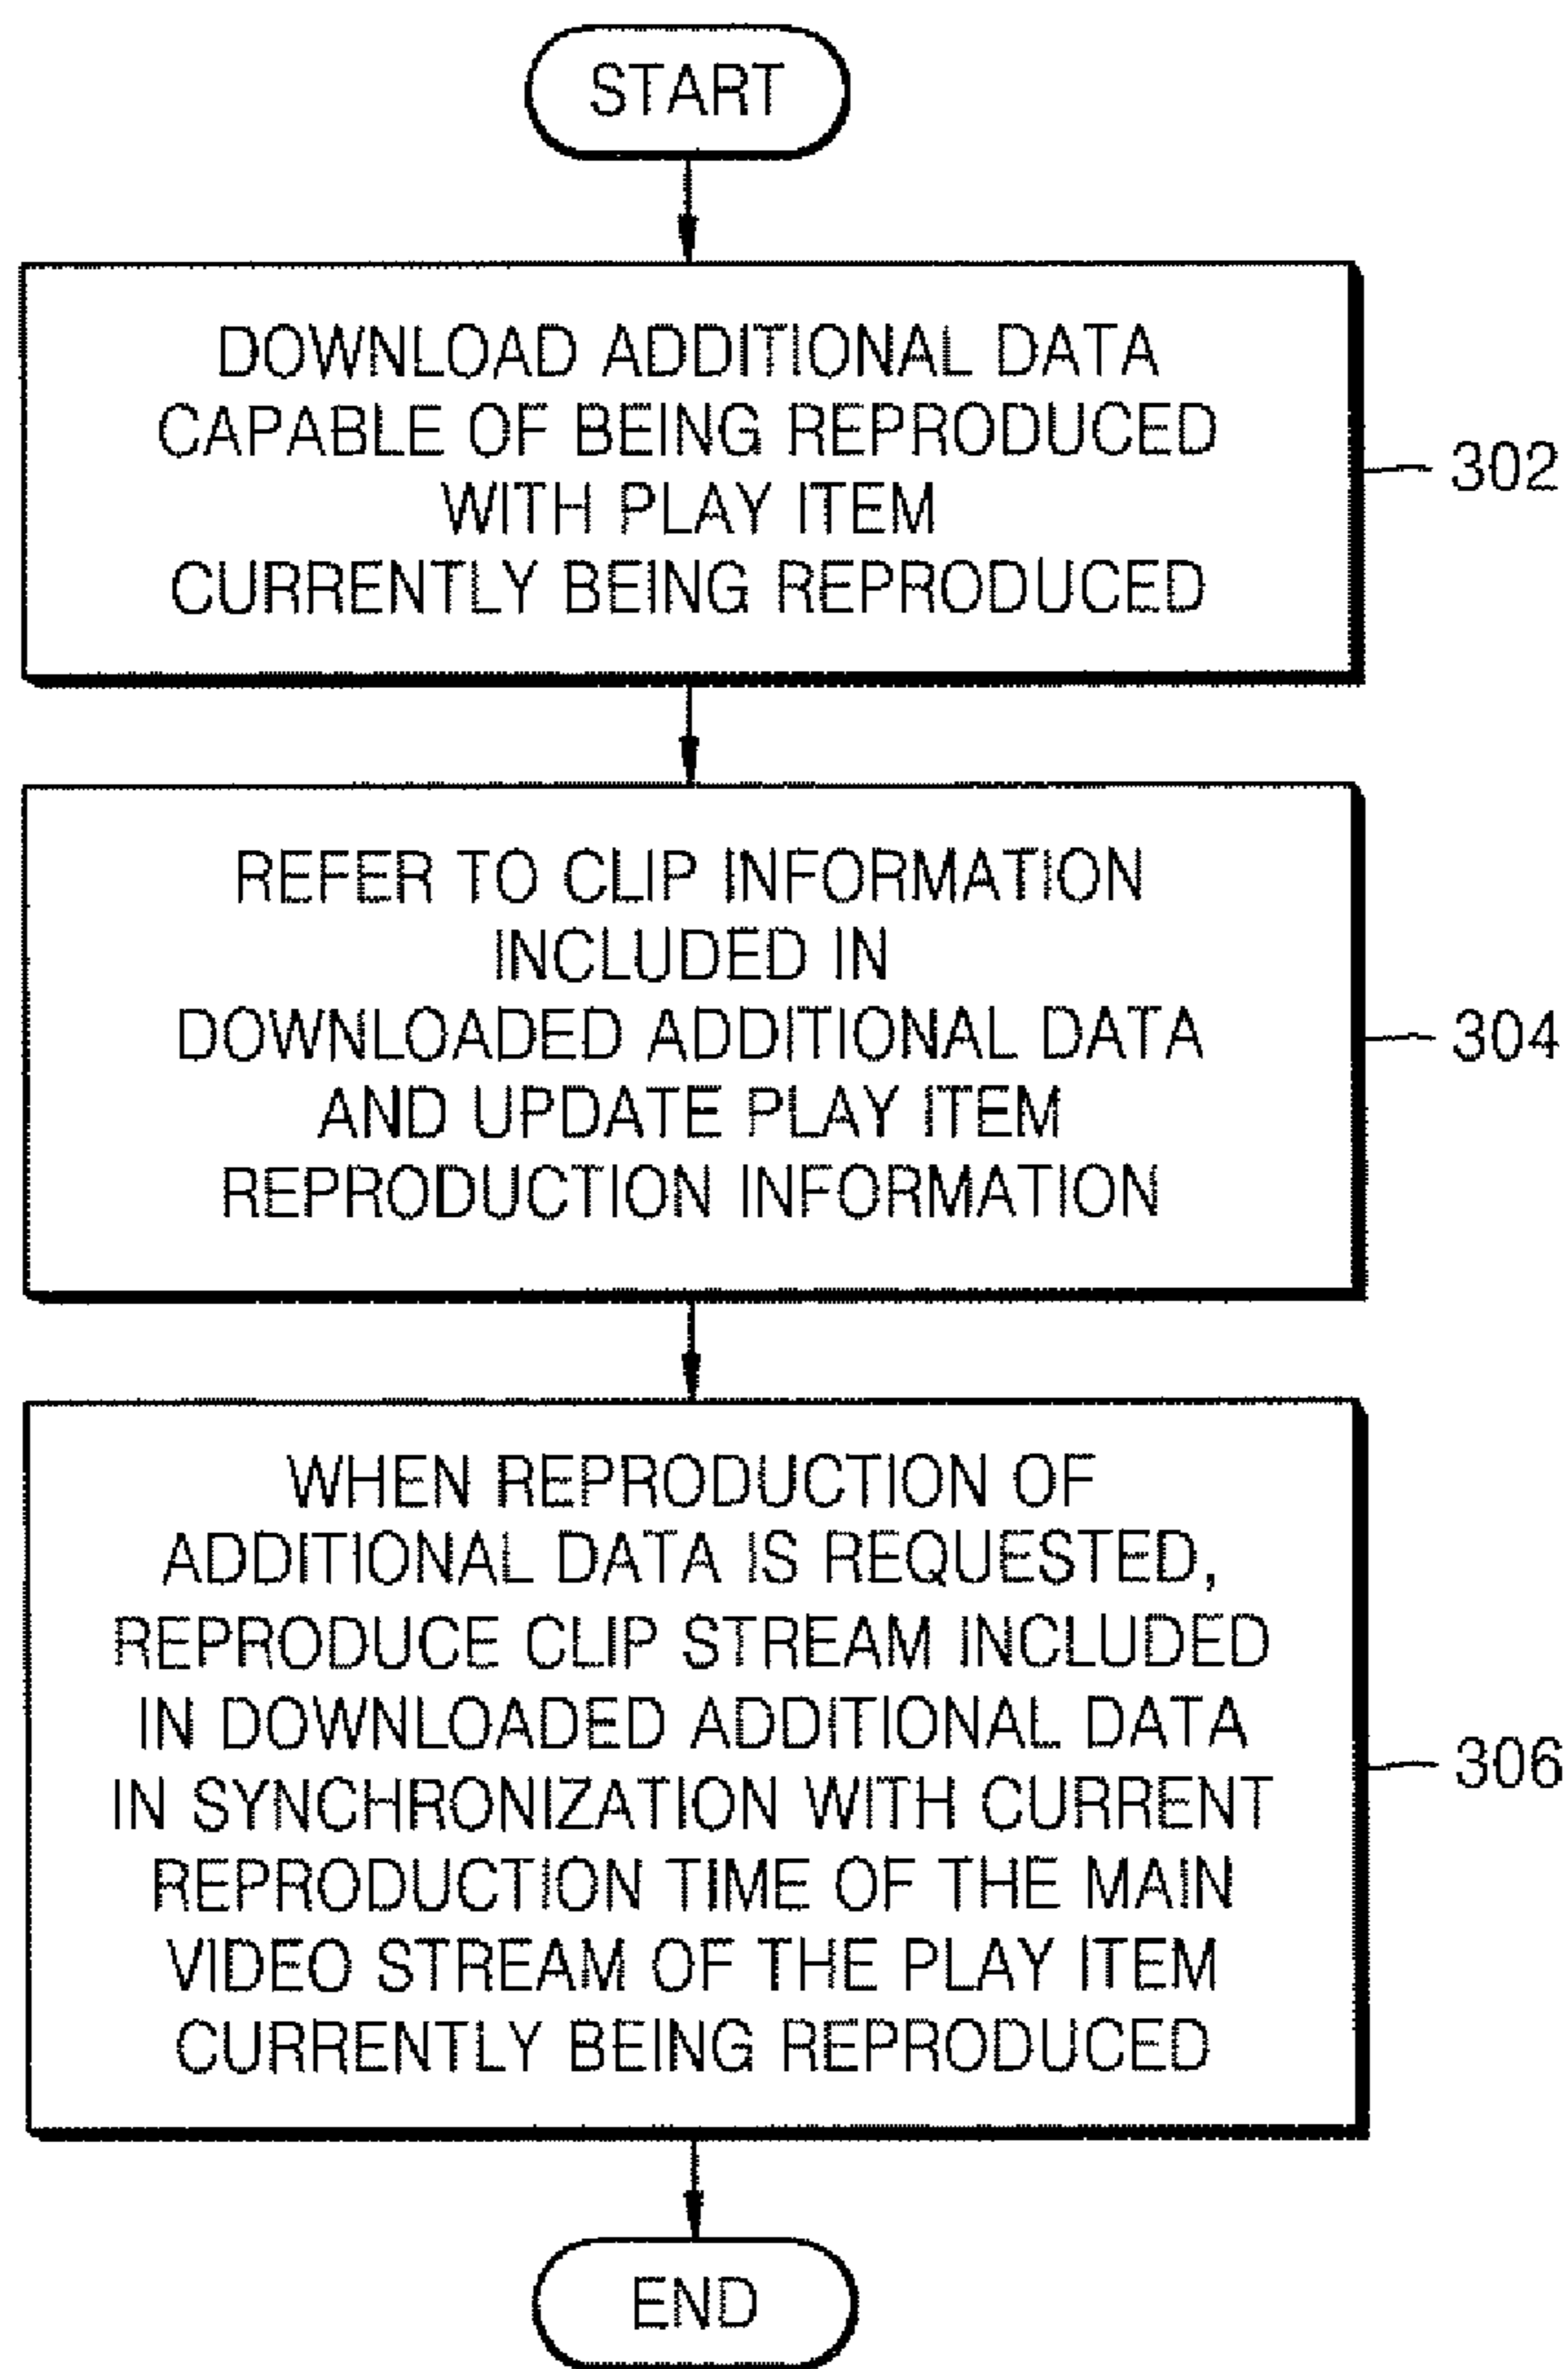 START
DOWNLOAD ADDITIONAL DATA
CAPABLE OF BEING REPRODUCED
WITH PLAY ITEM
CURRENTLY BEING REPRODUCED
302
REFER TO CLIP INFORMATION
INCLUDED IN
DOWNLOADED ADDITIONAL DATA
AND UPDATE PLAY ITEM
REPRODUCTION INFORMATION
304
WHEN REPRODUCTION OF
ADDITIONAL DATA IS REQUESTED,
REPRODUCE CLIP STREAM INCLUDED
IN DOWNLOADED ADDITIONAL DATA
IN SYNCHRONIZATION WITH CURRENT
REPRODUCTION TIME OF THE MAIN
VIDEO STREAM OF THE PLAY ITEM
CURRENTLY BEING REPRODUCED
306
END